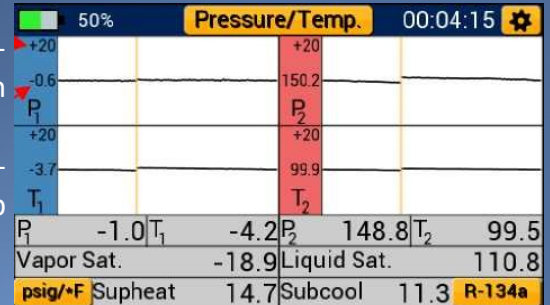 50% Pressure/Temp. 00:04:15
+20 +20
-0.6 150.2
P1 P2
+20 +20
-3.7 99.9
T1 T2
P1 -1.0 T1 -4.2 P2 148.8 T2 99.5
Vapor Sat. -18.9 Liquid Sat. 110.8
psig/°F Supheat 14.7 Subcool 11.3 R-134a